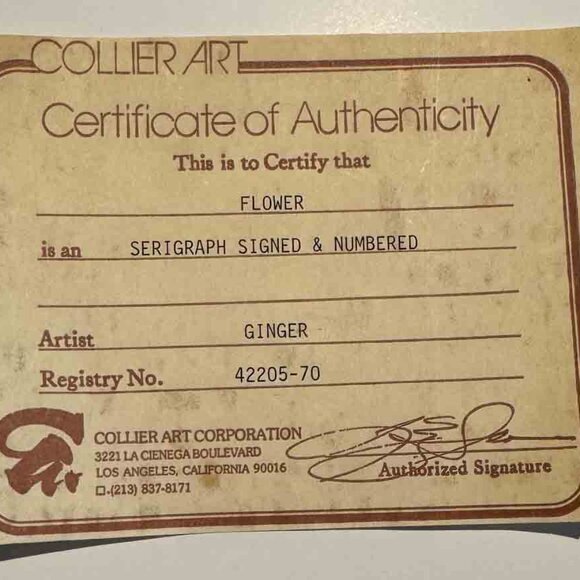 COLLIER ART
Certificate of Authenticity
This is to Certify that
FLOWER
is an SERIGRAPH SIGNED & NUMBERED
Artist GINGER
Registry No. 42205-70
COLLIER ART CORPORATION
3221 LA CIENEGA BOULEVARD
LOS ANGELES, CALIFORNIA 90016
(213) 837-8171
Authorized Signature